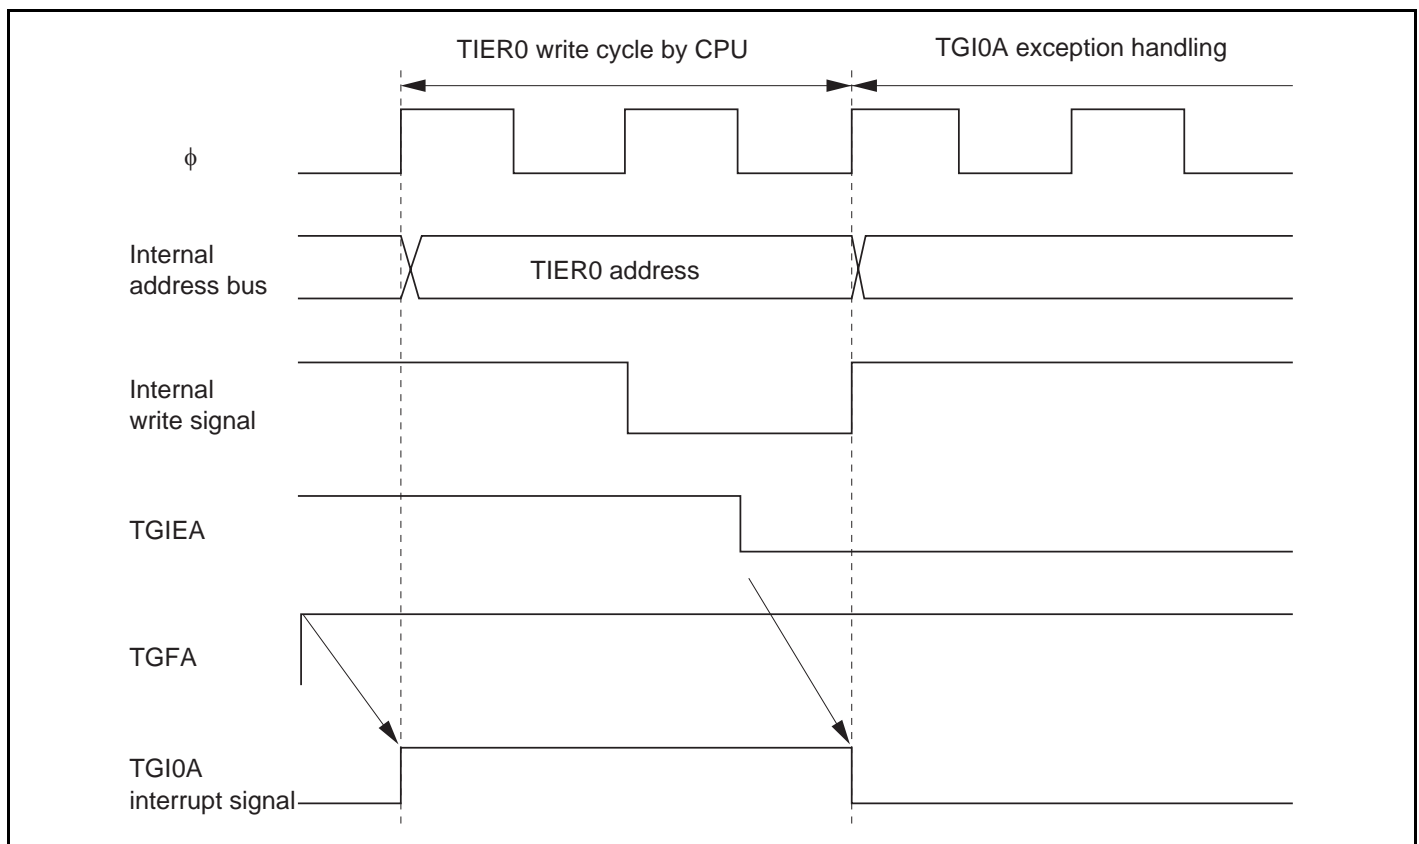 TIER0 write cycle by CPU
TGI0A exception handling
ϕ
Internal
address bus
TIER0 address
Internal
write signal
TGIEA
TGFA
TGI0A
interrupt signal